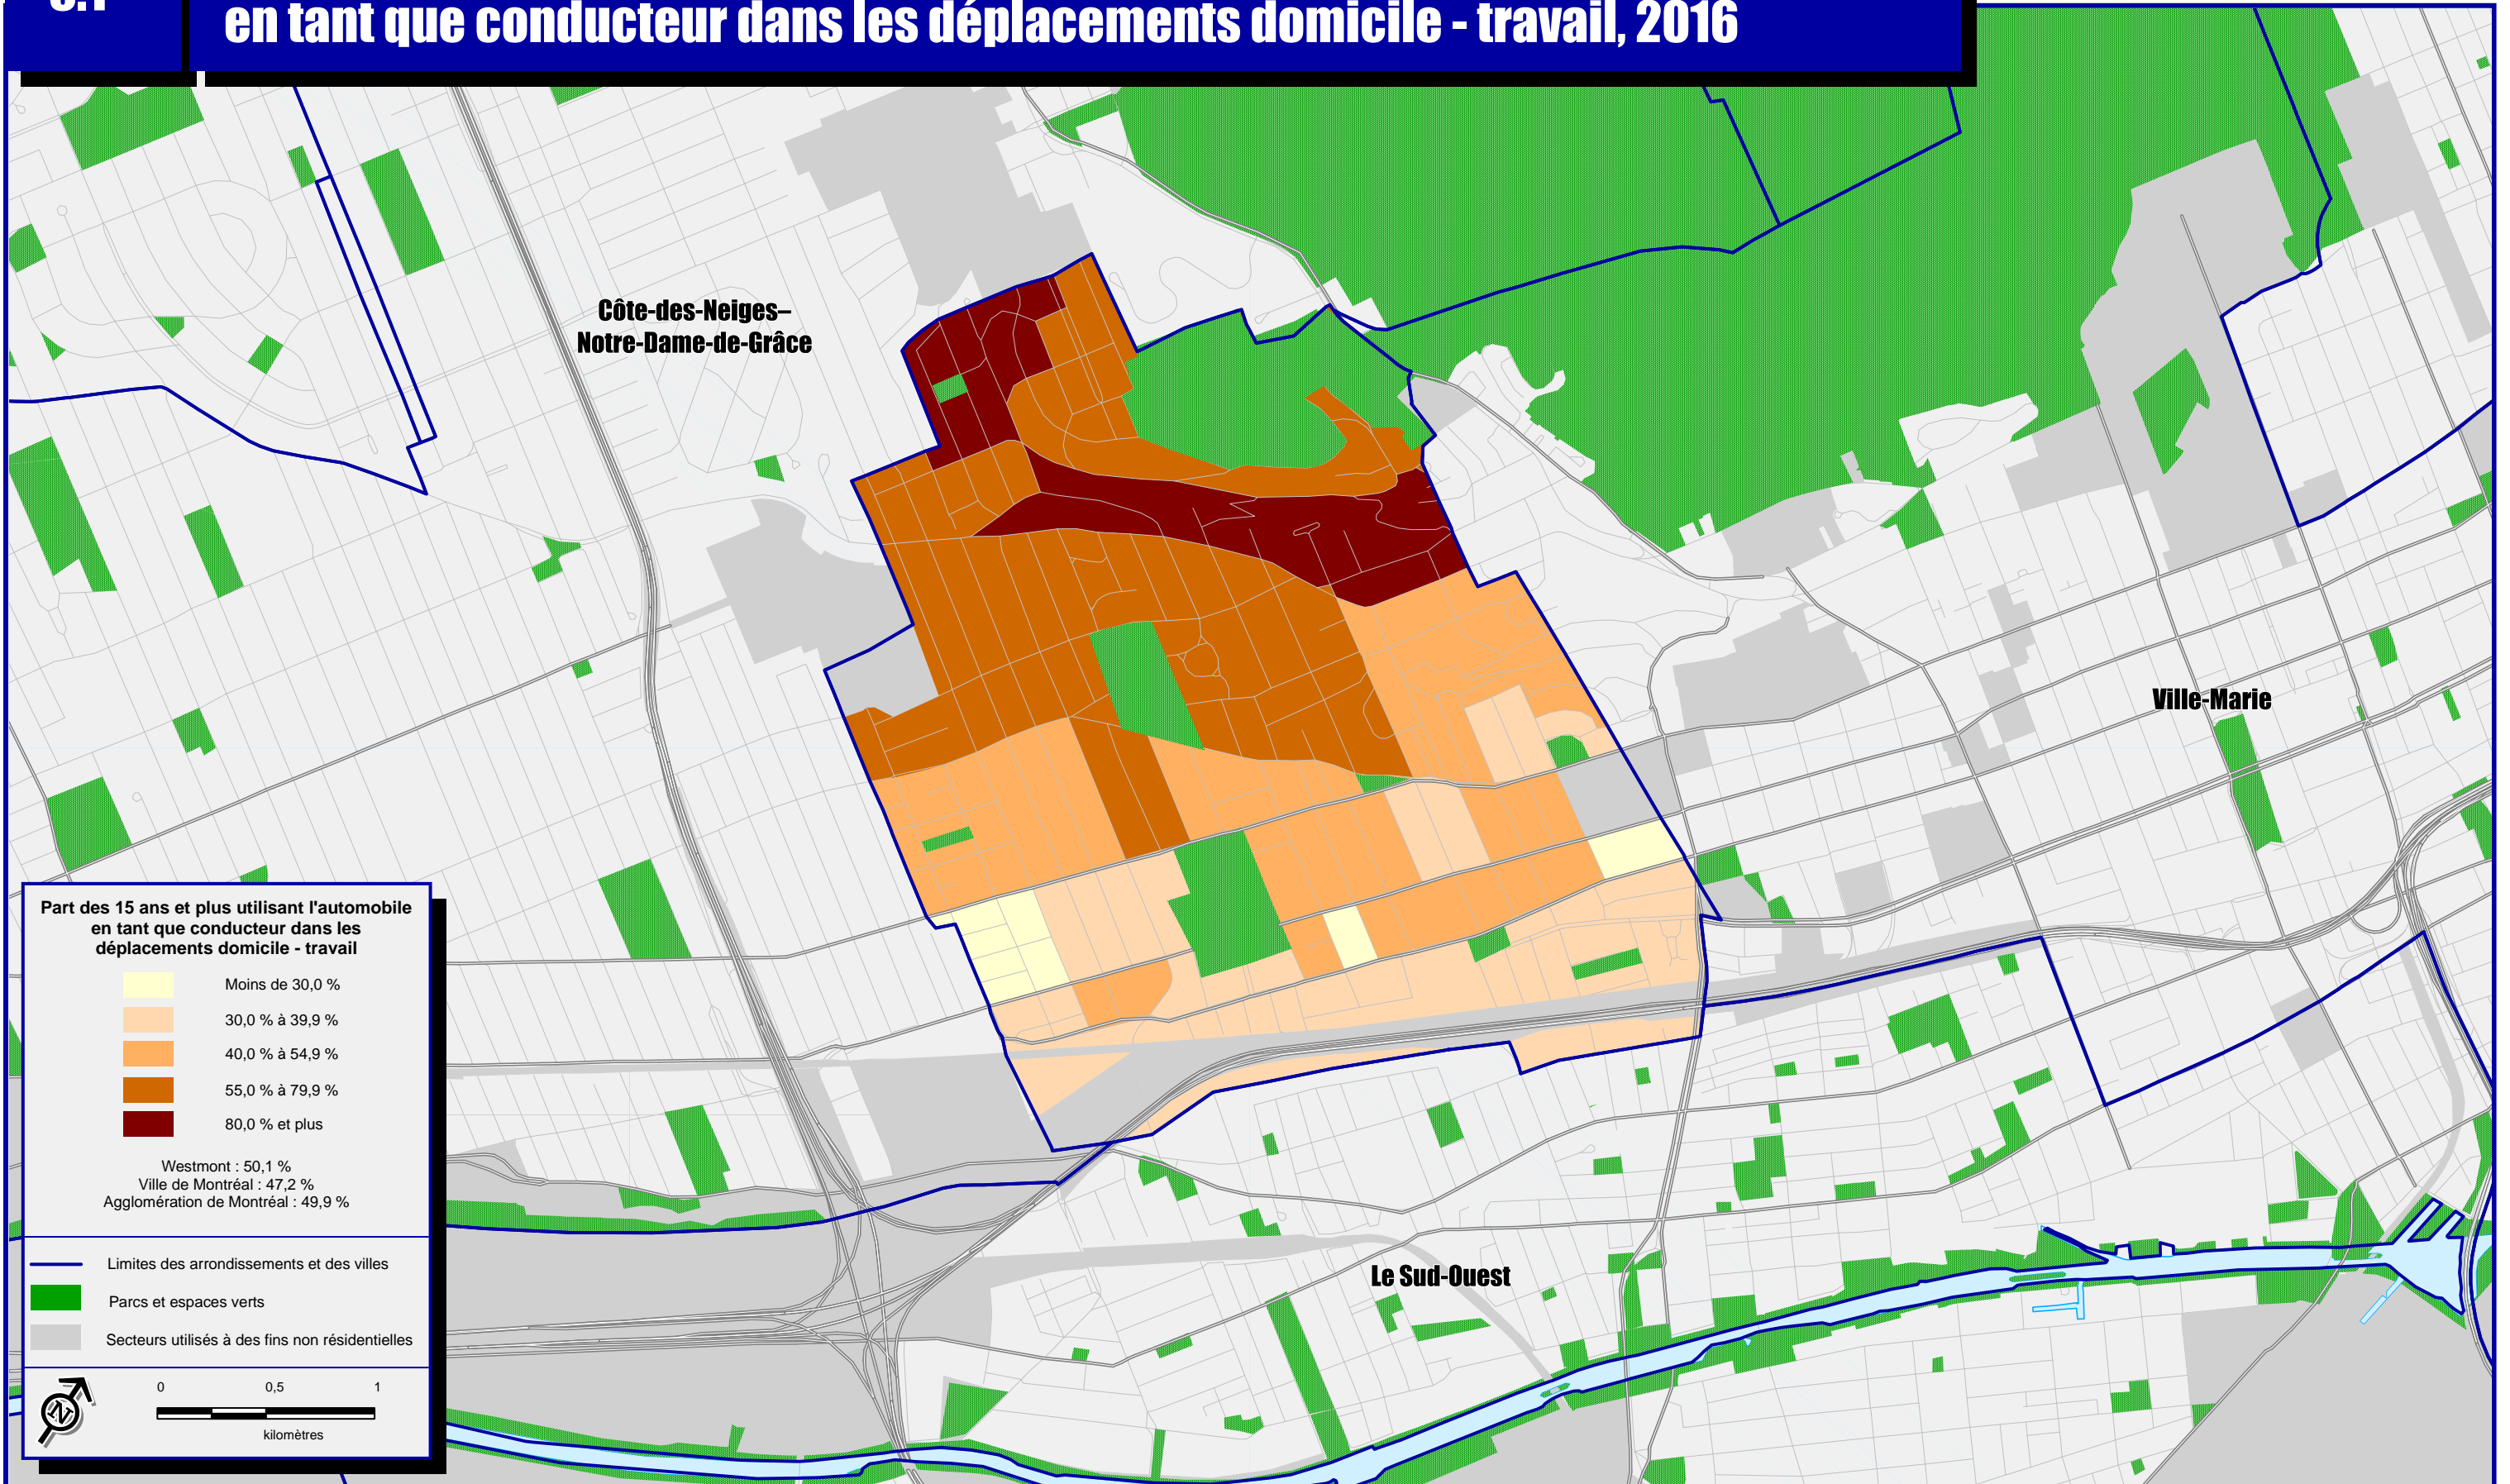 en tant que conducteur dans les déplacements domicile - travail, 2016
Côte-des-Neiges–
Notre-Dame-de-Grâce
Ville-Marie
Le Sud-Ouest
Part des 15 ans et plus utilisant l'automobile
en tant que conducteur dans les
déplacements domicile - travail
Moins de 30,0 %
30,0 % à 39,9 %
40,0 % à 54,9 %
55,0 % à 79,9 %
80,0 % et plus
Westmont : 50,1 %
Ville de Montréal : 47,2 %
Agglomération de Montréal : 49,9 %
Limites des arrondissements et des villes
Parcs et espaces verts
Secteurs utilisés à des fins non résidentielles
N
0 0,5 1
kilomètres